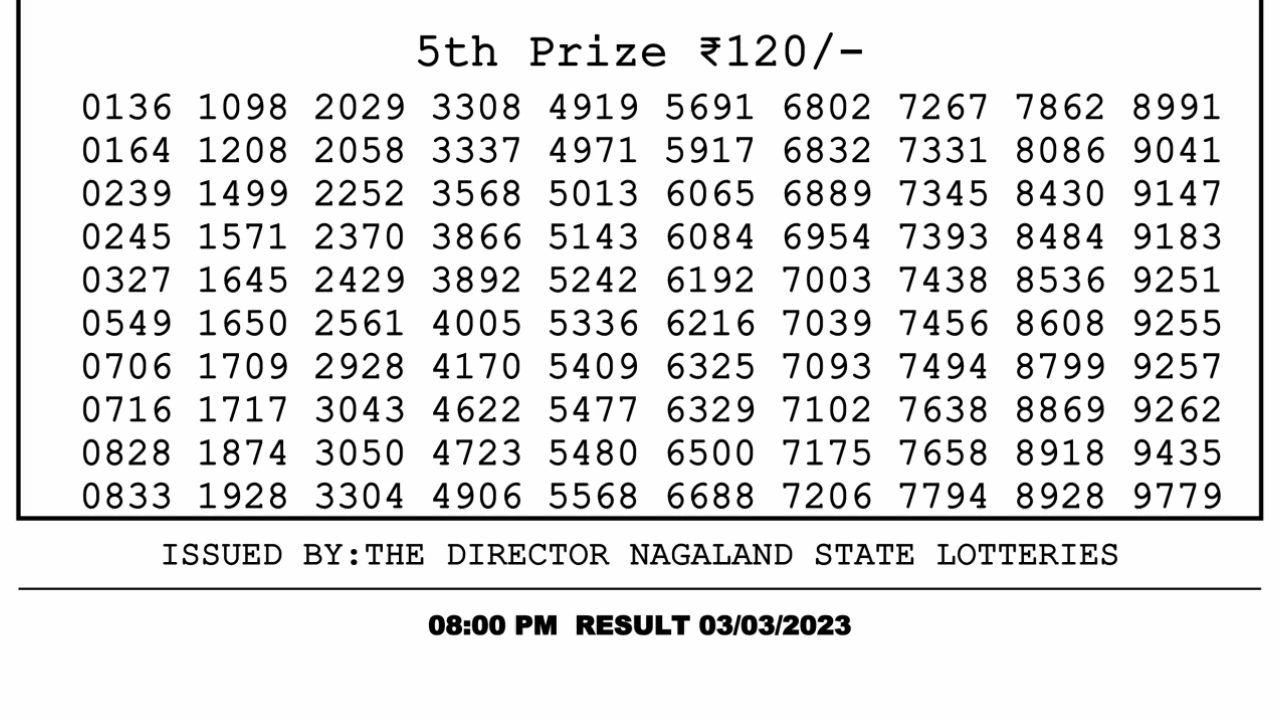 5th Prize ₹120/-
0136 1098 2029 3308 4919 5691 6802 7267 7862 8991
0164 1208 2058 3337 4971 5917 6832 7331 8086 9041
0239 1499 2252 3568 5013 6065 6889 7345 8430 9147
0245 1571 2370 3866 5143 6084 6954 7393 8484 9183
0327 1645 2429 3892 5242 6192 7003 7438 8536 9251
0549 1650 2561 4005 5336 6216 7039 7456 8608 9255
0706 1709 2928 4170 5409 6325 7093 7494 8799 9257
0716 1717 3043 4622 5477 6329 7102 7638 8869 9262
0828 1874 3050 4723 5480 6500 7175 7658 8918 9435
0833 1928 3304 4906 5568 6688 7206 7794 8928 9779
ISSUED BY:THE DIRECTOR NAGALAND STATE LOTTERIES
08:00 PM RESULT 03/03/2023